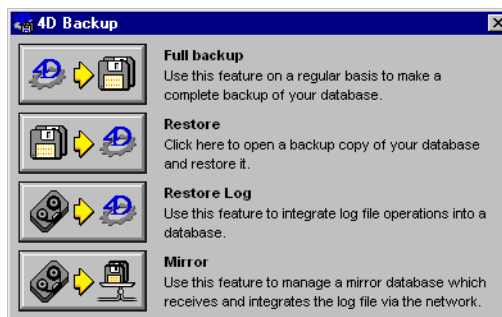 4D Backup
Full backup
Use this feature on a regular basis to make a
complete backup of your database.
Restore
Click here to open a backup copy of your database
and restore it.
Restore Log
Use this feature to integrate log file operations into a
database.
Mirror
Use this feature to manage a mirror database which
receives and integrates the log file via the network.